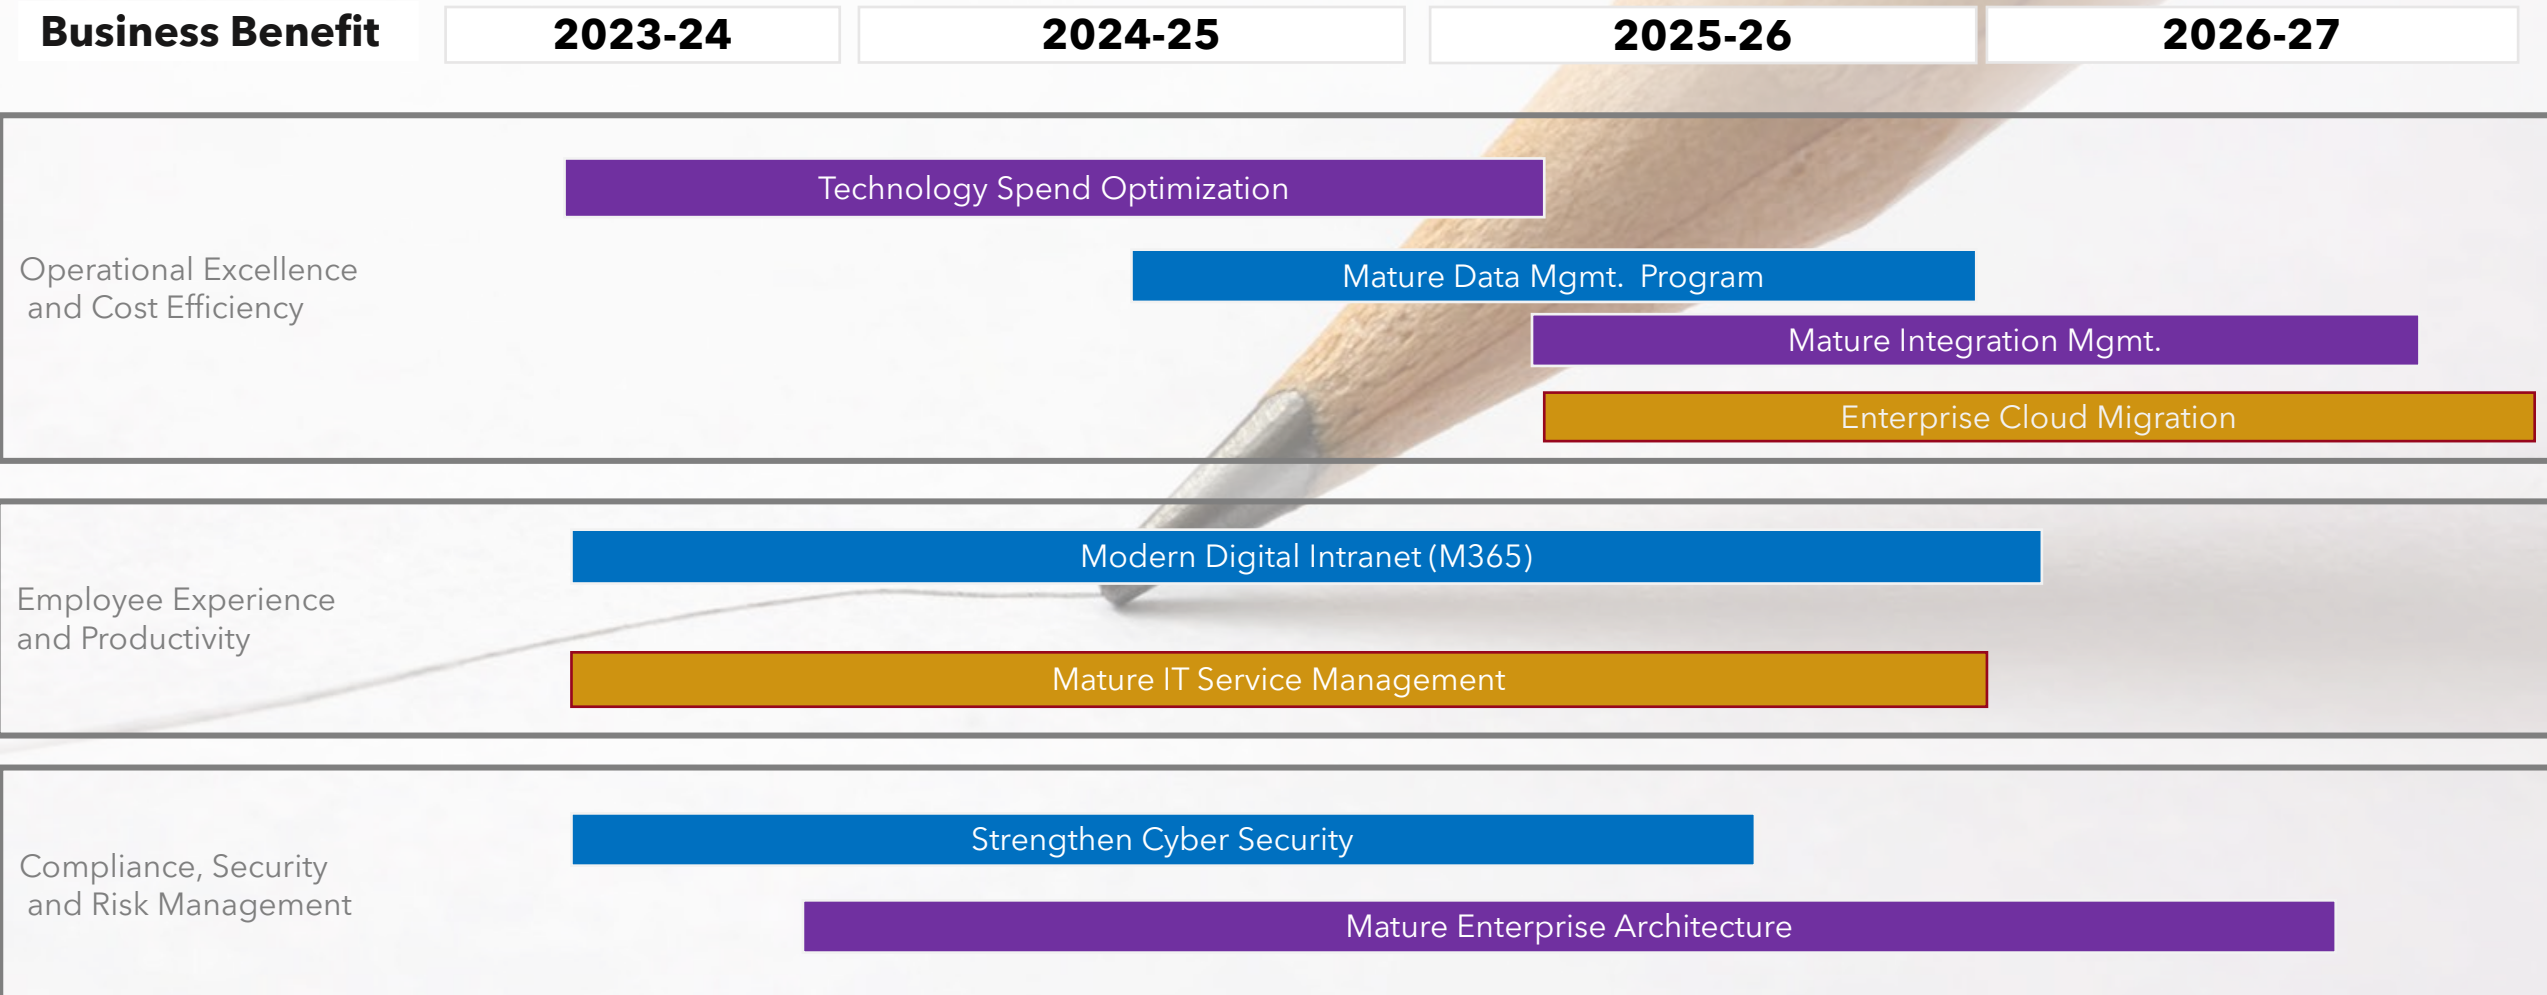 Business Benefit
2023-24
2024-25
2025-26
2026-27
Operational Excellence
and Cost Efficiency
Technology Spend Optimization
Mature Data Mgmt. Program
Mature Integration Mgmt.
Enterprise Cloud Migration
Employee Experience
and Productivity
Modern Digital Intranet (M365)
Mature IT Service Management
Compliance, Security
and Risk Management
Strengthen Cyber Security
Mature Enterprise Architecture